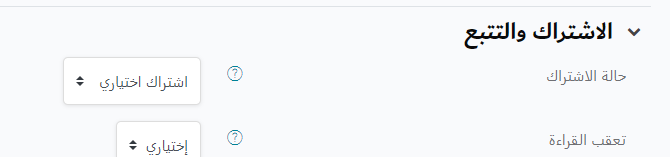 الاشتراك والتتبع
حالة الاشتراك
اشتراك اختياري
تعقب القراءة
إختياري